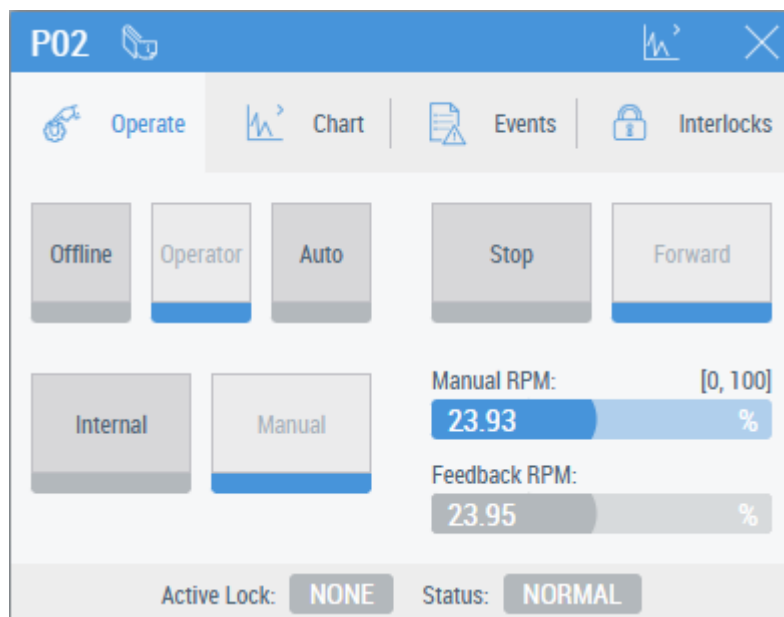 P02
Operate Chart Events Interlocks
Offline Operator Auto Stop Forward
Internal Manual
Manual RPM: [0, 100]
23.93 %
Feedback RPM:
23.95 %
Active Lock: NONE Status: NORMAL